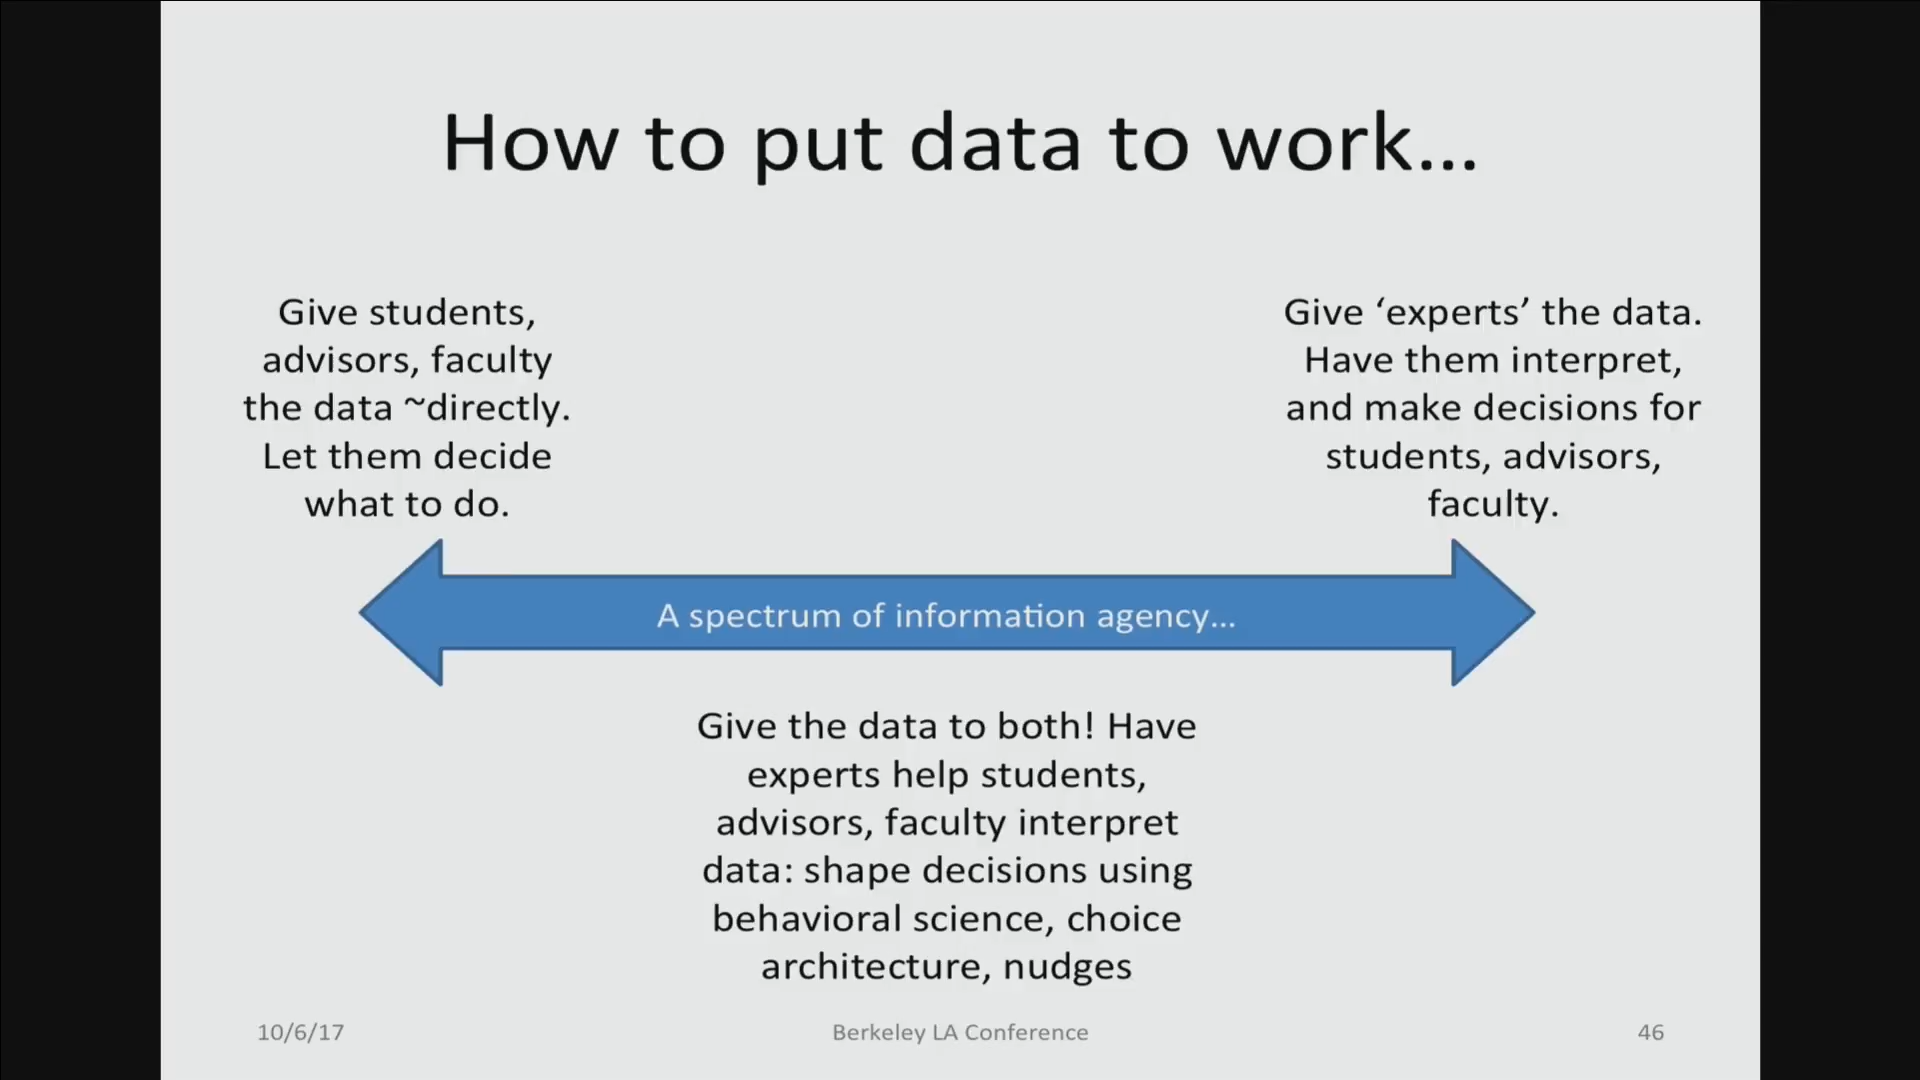 How to put data to work...
Give students,
advisors, faculty
the data ~directly.
Let them decide
what to do.
Give ‘experts’ the data.
Have them interpret,
and make decisions for
students, advisors,
faculty.
A spectrum of information agency...
Give the data to both! Have
experts help students,
advisors, faculty interpret
data: shape decisions using
behavioral science, choice
architecture, nudges
10/6/17
Berkeley LA Conference
46